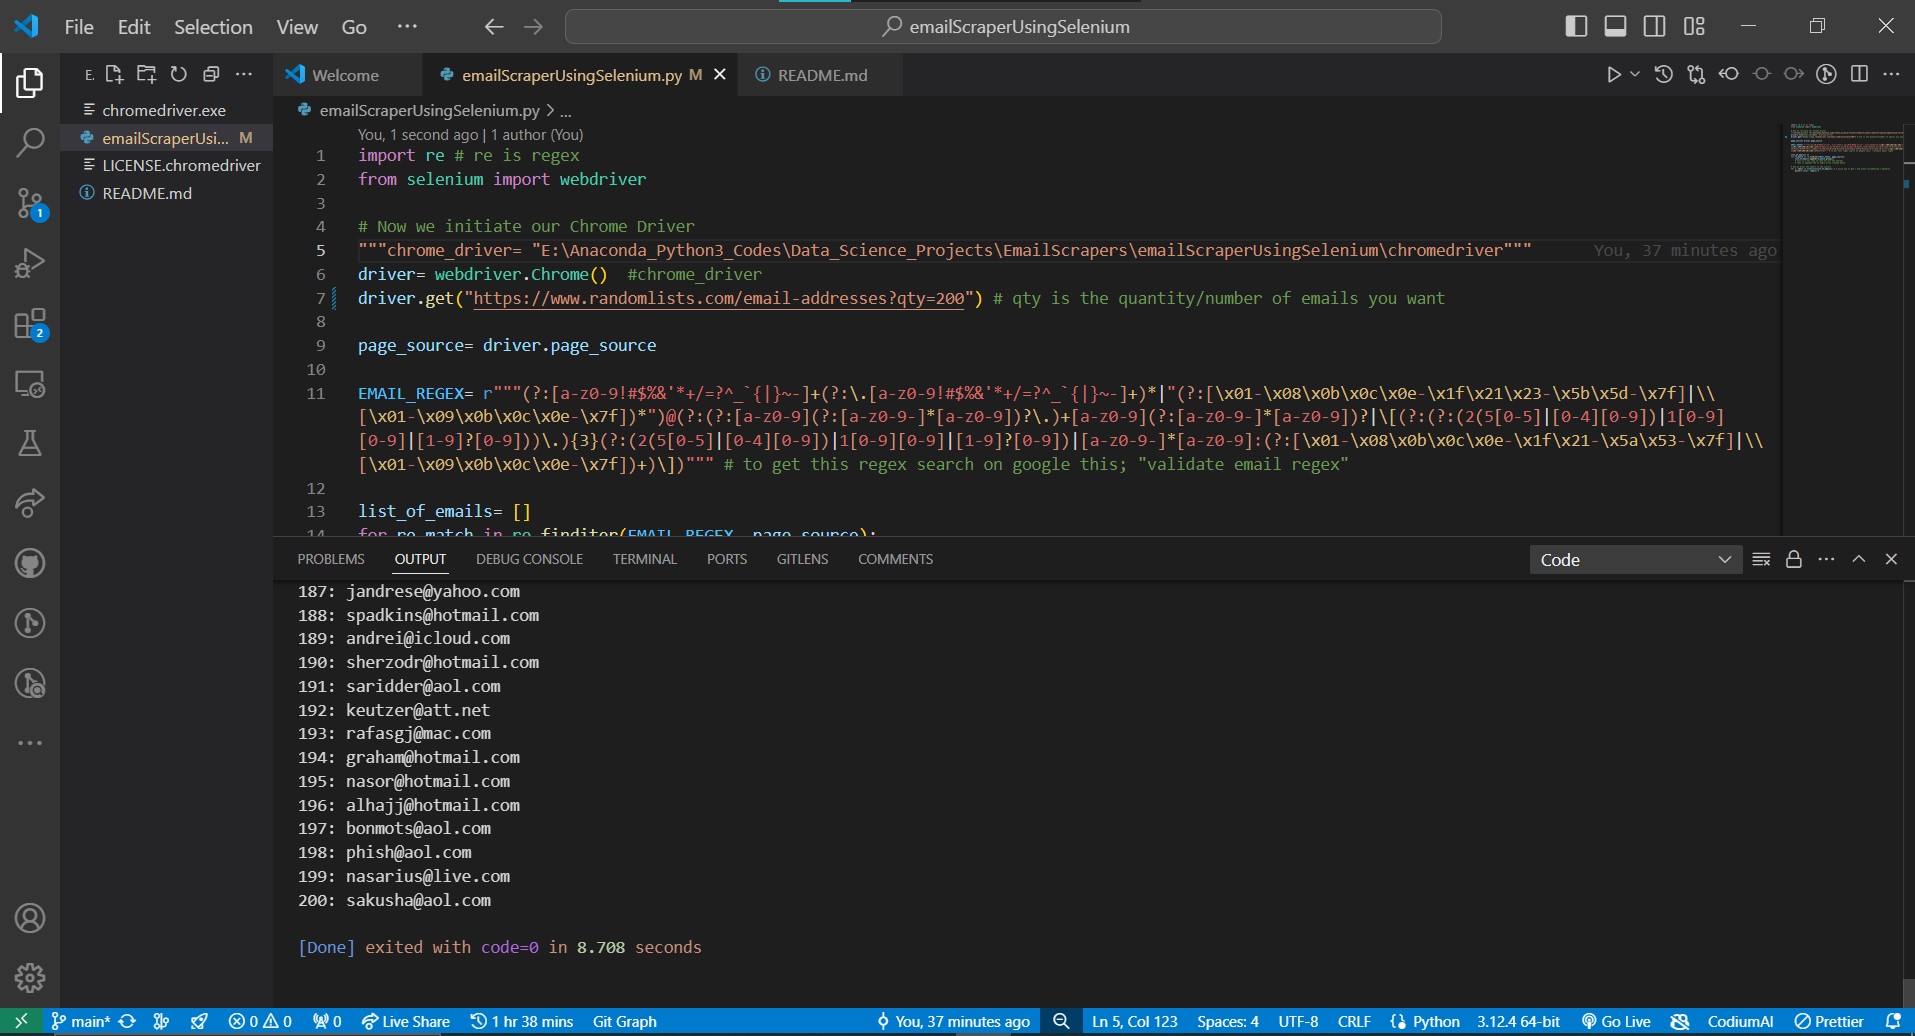 File Edit Selection View Go ··· emailScraperUsingSelenium
E. ···
chromedriver.exe
emailScraperUsi... M
LICENSE.chromedriver
README.md
1
2
Welcome emailScraperUsingSelenium.py M README.md
emailScraperUsingSelenium.py > ...
You, 1 second ago | 1 author (You)
1 import re # re is regex
2 from selenium import webdriver
3
4 # Now we initiate our Chrome Driver
5 """chrome_driver= "E:\Anaconda_Python3_Codes\Data_Science_Projects\EmailScrapers\emailScraperUsingSelenium\chromedriver""" You, 37 minutes ago
6 driver= webdriver.Chrome()  #chrome_driver
7 driver.get("https://www.randomlists.com/email-addresses?qty=200") # qty is the quantity/number of emails you want
8
9 page_source= driver.page_source
10
11 EMAIL_REGEX= r"""(?:[a-z0-9!#$%&'*+/=?^_`{|}~-]+(?:\.[a-z0-9!#$%&'*+/=?^_`{|}~-]+)*|"(?:[\x01-\x08\x0b\x0c\x0e-\x1f\x21\x23-\x5b\x5d-\x7f]|\\
[\x01-\x09\x0b\x0c\x0e-\x7f])*")@(?:(?:[a-z0-9](?:[a-z0-9-]*[a-z0-9])?\.)+[a-z0-9](?:[a-z0-9-]*[a-z0-9])?|\[(?:(?:(2(5[0-5]|[0-4][0-9])|1[0-9]
[0-9]|[1-9]?[0-9]))\.){3}(?:(2(5[0-5]|[0-4][0-9])|1[0-9][0-9]|[1-9]?[0-9])|[a-z0-9-]*[a-z0-9]:(?:[\x01-\x08\x0b\x0c\x0e-\x1f\x21-\x5a\x53-\x7f]|\\
[\x01-\x09\x0b\x0c\x0e-\x7f])+)\])""" # to get this regex search on google this; "validate email regex"
12
13 list_of_emails= []
14 for re_match in re.finditer(EMAIL_REGEX, page_source):
PROBLEMS OUTPUT DEBUG CONSOLE TERMINAL PORTS GITLENS COMMENTS Code
187: jandrese@yahoo.com
188: spadkins@hotmail.com
189: andrei@icloud.com
190: sherzodr@hotmail.com
191: saridder@aol.com
192: keutzer@att.net
193: rafasgj@mac.com
194: graham@hotmail.com
195: nasor@hotmail.com
196: alhajj@hotmail.com
197: bonmots@aol.com
198: phish@aol.com
199: nasarius@live.com
200: sakusha@aol.com
[Done] exited with code=0 in 8.708 seconds
main* 0 0 0 Live Share 1 hr 38 mins Git Graph You, 37 minutes ago Ln 5, Col 123 Spaces: 4 UTF-8 CRLF Python 3.12.4 64-bit Go Live CodiumAI Prettier